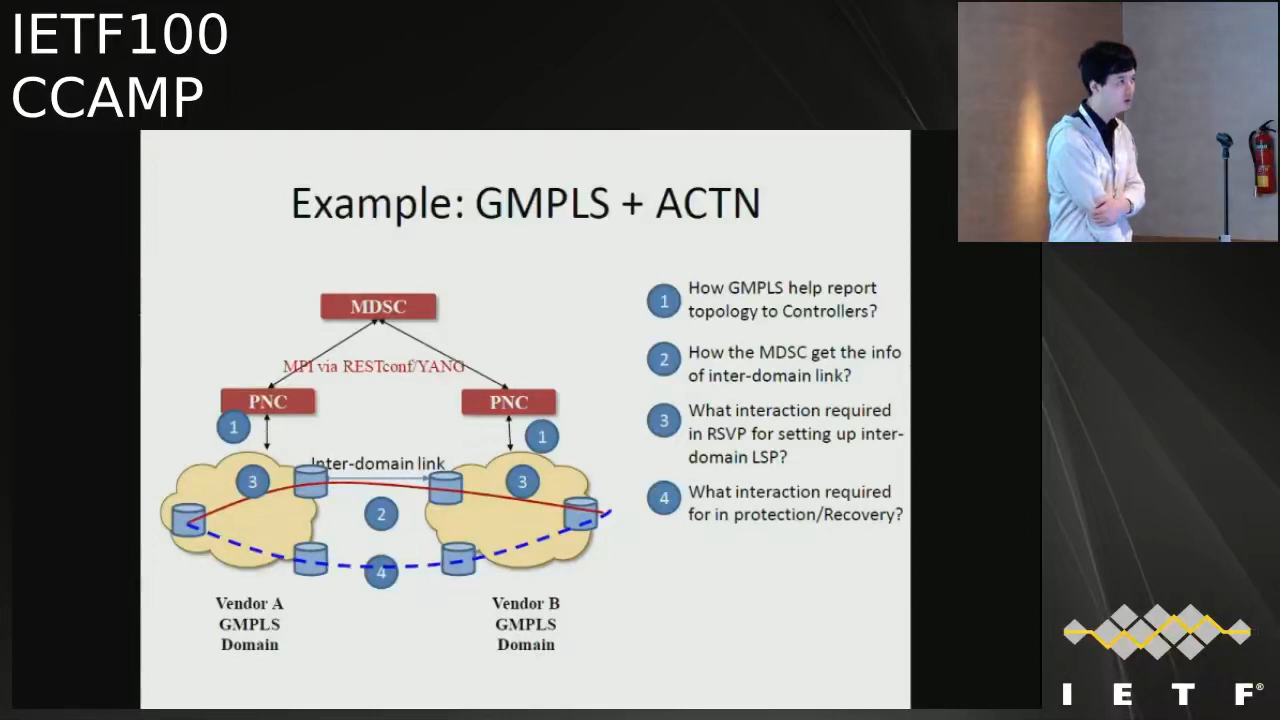 IETF100
CCAMP
Example: GMPLS + ACTN
MDSC
MPI via RESTconf/YANG
PNC
PNC
1
1
Inter-domain link
3
3
2
4
Vendor A
GMPLS
Domain
Vendor B
GMPLS
Domain
1 How GMPLS help report
topology to Controllers?
2 How the MDSC get the info
of inter-domain link?
3 What interaction required
in RSVP for setting up inter-
domain LSP?
4 What interaction required
for in protection/Recovery?
I E T F®